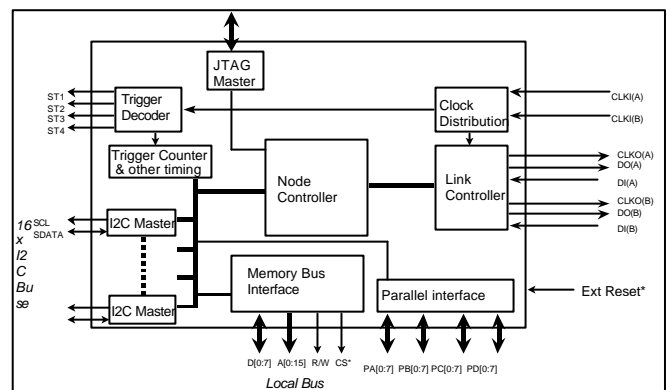 JTAG
Master
ST1
ST2
ST3
ST4
Trigger
Decoder
Clock
Distribution
CLKI(A)
CLKI(B)
Trigger Counter
& other timing
Node
Controller
Link
Controller
CLKO(A)
DO(A)
DI(A)
CLKO(B)
DO(B)
DI(B)
16
x
I2
C
Bu
se
SCL
SDATA
I2C Master
I2C Master
Memory Bus
Interface
Parallel interface
Ext Reset*
D[0:7] A[0:15] R/W CS*
PA[0:7] PB[0:7] PC[0:7] PD[0:7]
Local Bus